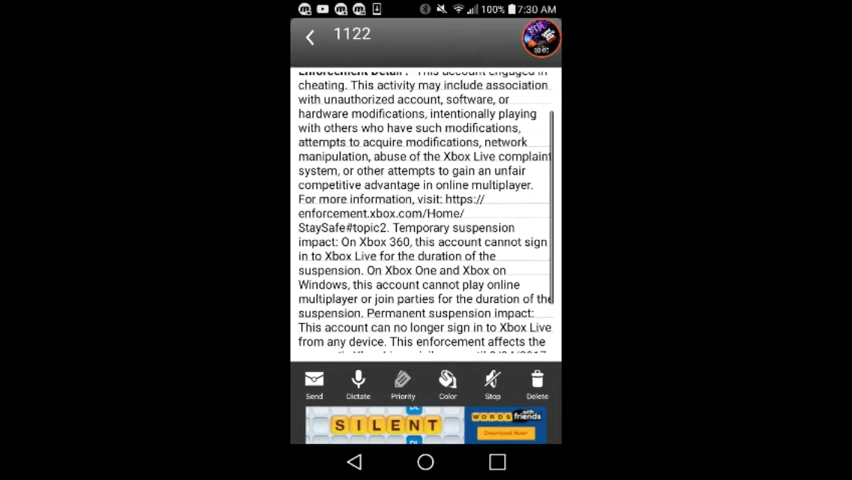 100% 7:30 AM
1122
Enforcement Detail : This account engaged in
cheating. This activity may include association
with unauthorized account, software, or
hardware modifications, intentionally playing
with others who have such modifications,
attempts to acquire modifications, network
manipulation, abuse of the Xbox Live complaint
system, or other attempts to gain an unfair
competitive advantage in online multiplayer.
For more information, visit: https://
enforcement.xbox.com/Home/
StaySafe#topic2. Temporary suspension
impact: On Xbox 360, this account cannot sign
in to Xbox Live for the duration of the
suspension. On Xbox One and Xbox on
Windows, this account cannot play online
multiplayer or join parties for the duration of the
suspension. Permanent suspension impact:
This account can no longer sign in to Xbox Live
from any device. This enforcement affects the
Send Dictate Priority Color Stop Delete
DL
SILENT
DL
WORDS with friends
Download Now!